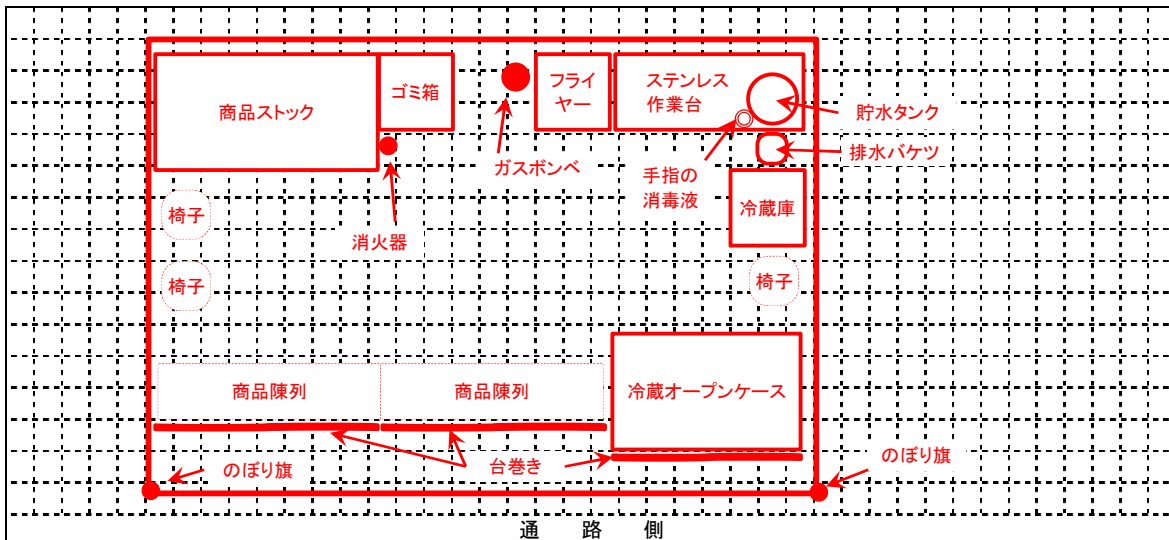 商品ストック
ゴミ箱
フライ
ヤー
ステンレス
作業台
貯水タンク
ガスボンベ
手指の
消毒液
排水バケツ
椅子
消火器
冷蔵庫
椅子
椅子
商品陳列
商品陳列
冷蔵オープンケース
のぼり旗
台巻き
のぼり旗
通 路 側